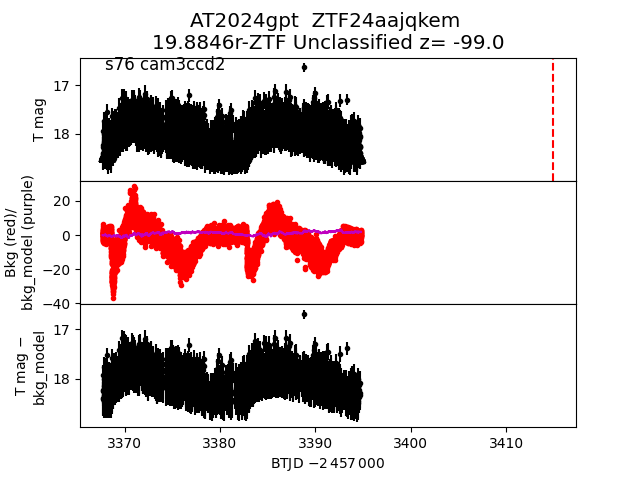 AT2024gpt  ZTF24aajqkem
19.8846r-ZTF Unclassified z= -99.0
s76 cam3ccd2
17
18
T mag
20
0
−20
−40
Bkg (red)/
bkg_model (purple)
17
18
T mag −
bkg_model
3370
3380
3390
3400
3410
BTJD −2 457 000